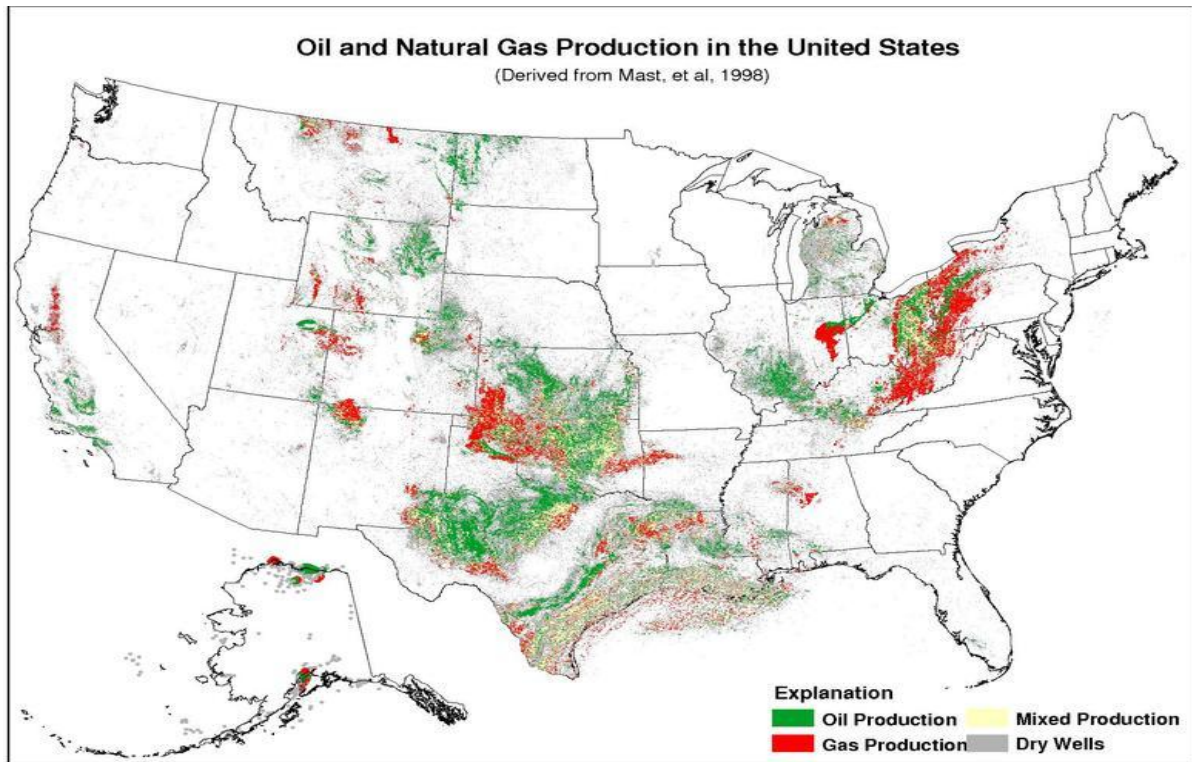 Oil and Natural Gas Production in the United States
(Derived from Mast, et al, 1998)
Explanation
Oil Production
Mixed Production
Gas Production
Dry Wells